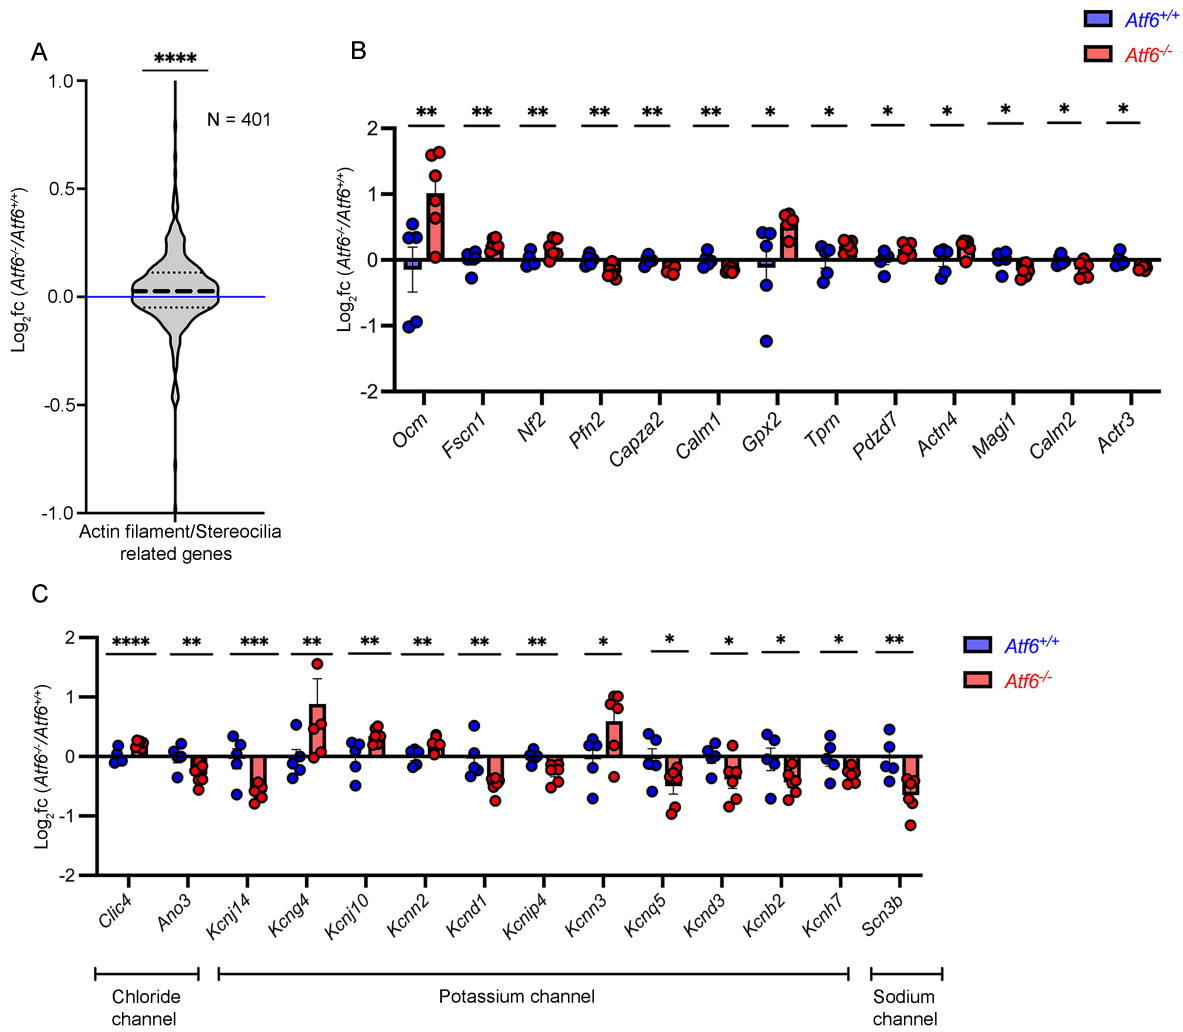 Atf6+/+
Atf6-/-
A
****
1.0
N = 401
0.5
0.0
-0.5
-1.0
Log2fc (Atf6-/-/Atf6+/+)
Actin filament/Stereocilia
related genes
B
** ** ** ** ** ** * * * * * * *
2
1
0
-1
-2
Log2fc (Atf6-/-/Atf6+/+)
Ocm Fscn1 Nf2 Pfn2 Capza2 Calm1 Gpx2 Tprn Pdzd7 Actn4 Magi1 Calm2 Actr3
C
**** ** *** ** ** ** ** ** * * * * * **
2
1
0
-1
-2
Log2fc (Atf6-/-/Atf6+/+)
Atf6+/+
Atf6-/-
Clic4 Ano3 Kcnj14 Kcng4 Kcnj10 Kcnn2 Kcnd1 Kcnip4 Kcnn3 Kcnq5 Kcnd3 Kcnb2 Kcnh7 Scn3b
Chloride
channel
Potassium channel
Sodium
channel